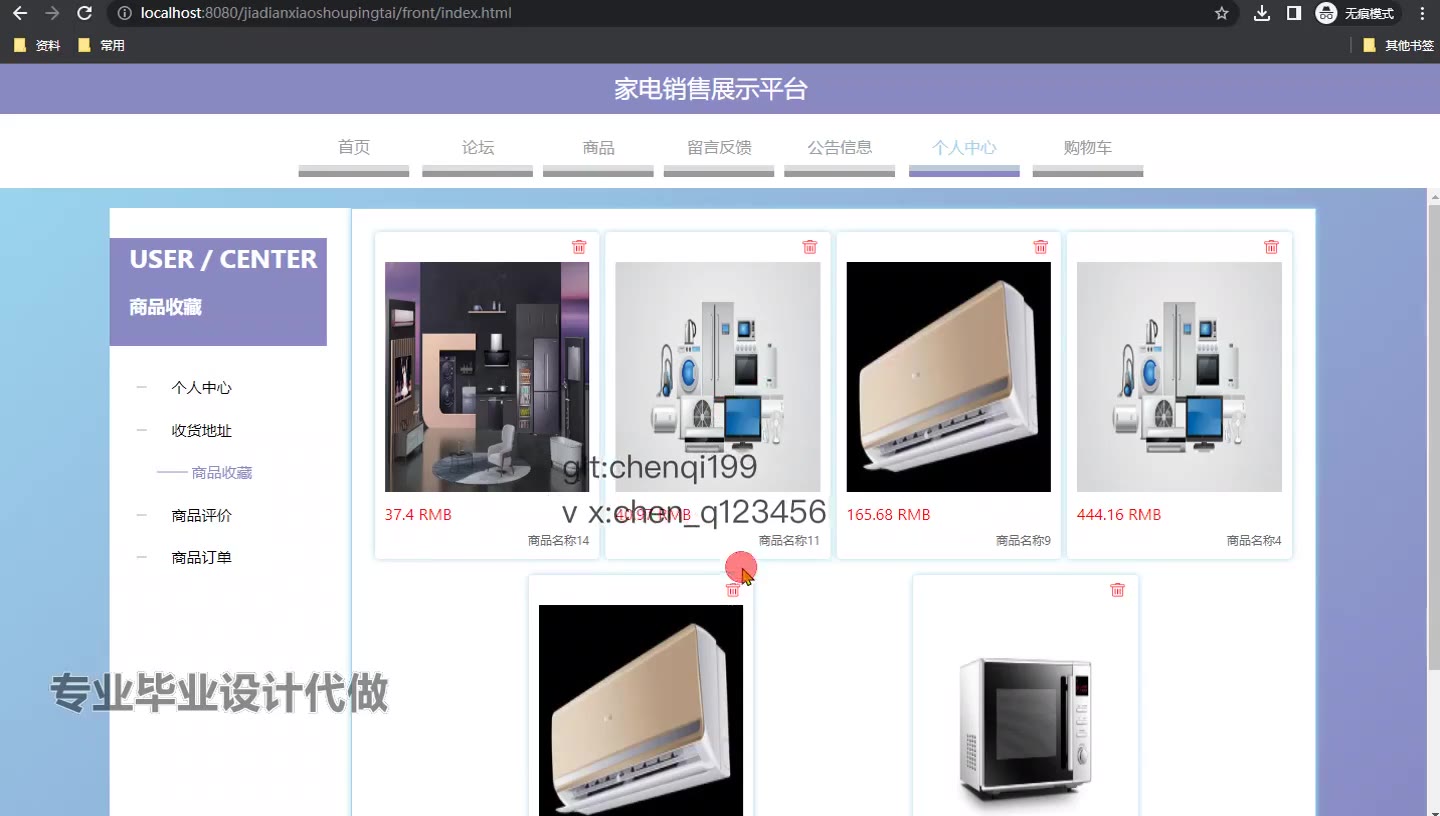 localhost:8080/jiadianxiaoshoupingtai/front/index.html
无痕模式
资料
常用
其他书签
家电销售展示平台
首页
论坛
商品
留言反馈
公告信息
个人中心
购物车
USER / CENTER
商品收藏
个人中心
收货地址
商品收藏
商品评价
商品订单
37.4 RMB
商品名称14
40.97 RMB
商品名称11
165.68 RMB
商品名称9
444.16 RMB
商品名称4
git:chenqi199
v x:chen_q123456
专业毕业设计代做